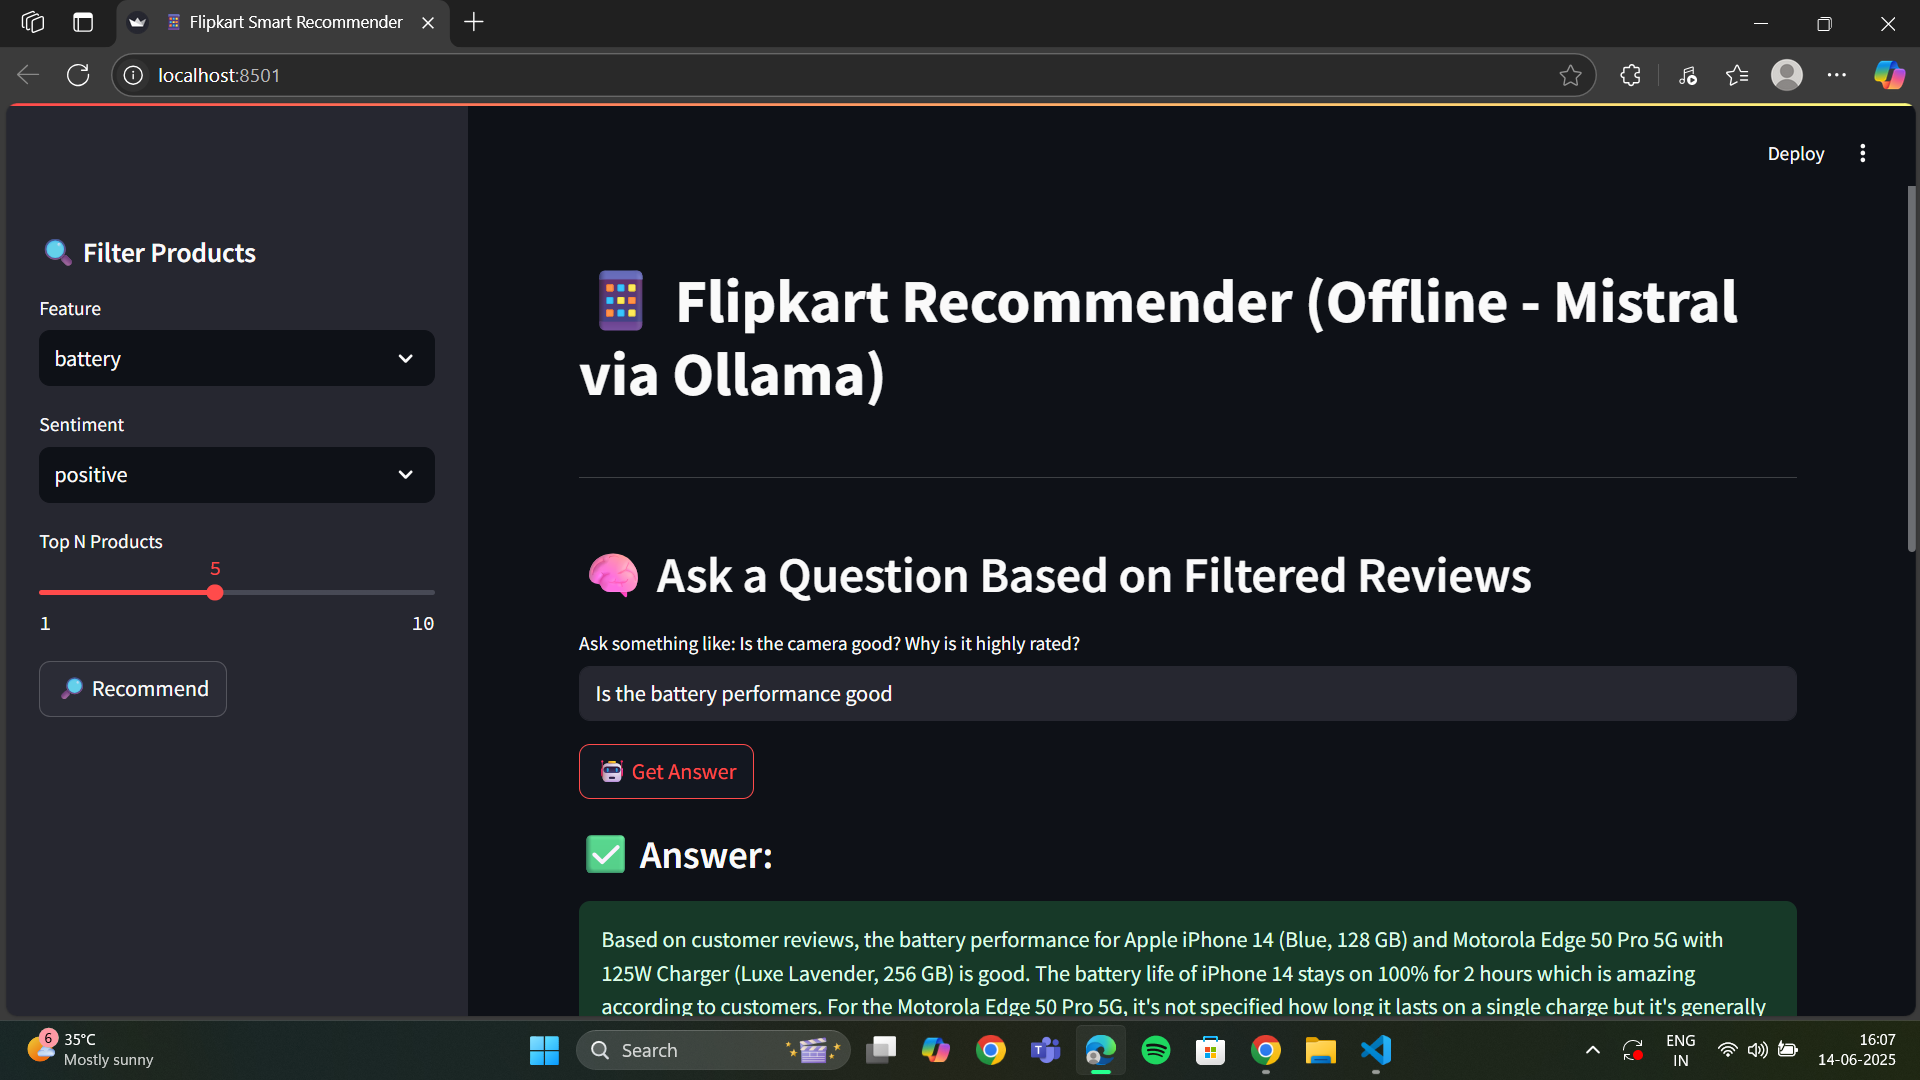 Flipkart Smart Recommender
localhost:8501
Deploy
Filter Products
Feature
battery
Sentiment
positive
Top N Products
5
1 10
Recommend
Flipkart Recommender (Offline - Mistral
via Ollama)
Ask a Question Based on Filtered Reviews
Ask something like: Is the camera good? Why is it highly rated?
Is the battery performance good
Get Answer
Answer:
Based on customer reviews, the battery performance for Apple iPhone 14 (Blue, 128 GB) and Motorola Edge 50 Pro 5G with
125W Charger (Luxe Lavender, 256 GB) is good. The battery life of iPhone 14 stays on 100% for 2 hours which is amazing
according to customers. For the Motorola Edge 50 Pro 5G, it's not specified how long it lasts on a single charge but it's generally
6
35°C
Mostly sunny
Search
ENG
IN
16:07
14-06-2025